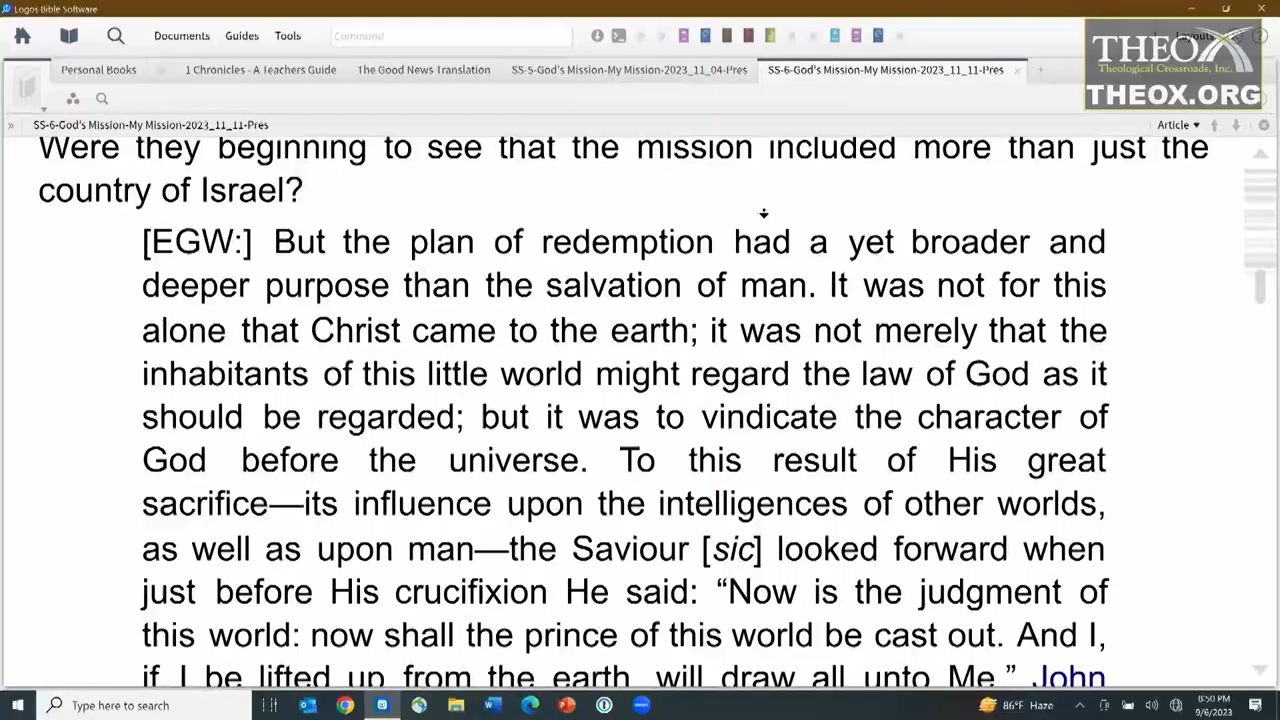 Logos Bible Software
Documents Guides Tools Command
THEOX
Theological Crossroads, Inc.
THEOX.ORG
Personal Books 1 Chronicles - A Teachers Guide SS-5-God's Mission-My Mission-2023_11_04-Pres SS-6-God's Mission-My Mission-2023_11_11-Pres
SS-6-God's Mission-My Mission-2023_11_11-Pres Article
Were they beginning to see that the mission included more than just the
country of Israel?
[EGW:] But the plan of redemption had a yet broader and
deeper purpose than the salvation of man. It was not for this
alone that Christ came to the earth; it was not merely that the
inhabitants of this little world might regard the law of God as it
should be regarded; but it was to vindicate the character of
God before the universe. To this result of His great
sacrifice—its influence upon the intelligences of other worlds,
as well as upon man—the Saviour [sic] looked forward when
just before His crucifixion He said: “Now is the judgment of
this world: now shall the prince of this world be cast out. And I,
if I be lifted up from the earth, will draw all unto Me.” John
Type here to search 86°F Haze 8:50 PM
9/6/2023